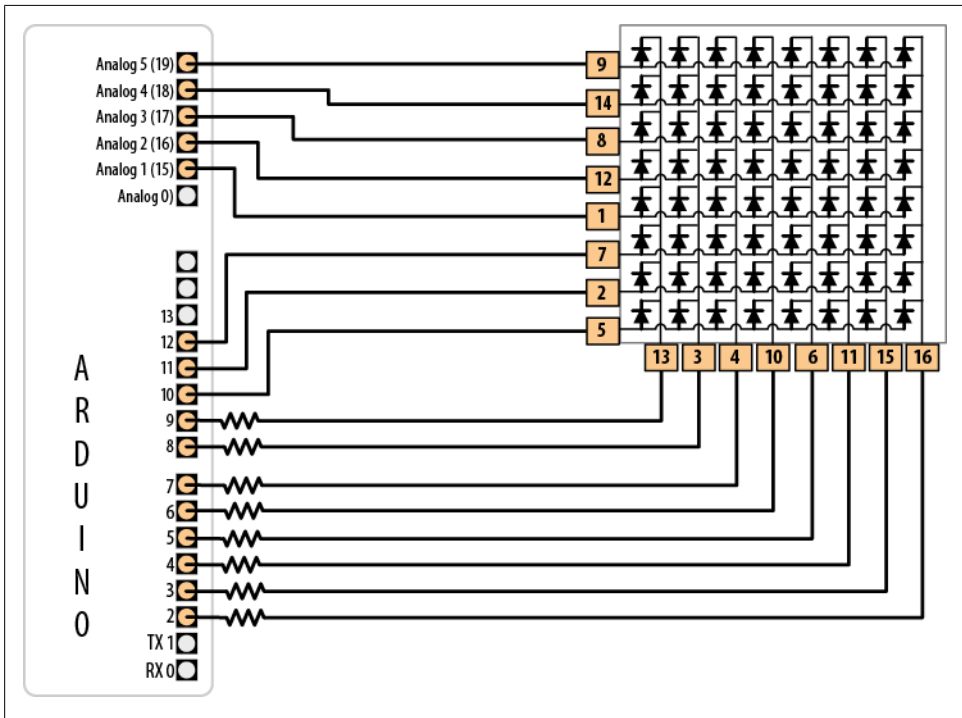 Analog 5 (19)
Analog 4 (18)
Analog 3 (17)
Analog 2 (16)
Analog 1 (15)
Analog 0)
13
12
11
10
9
8
7
6
5
4
3
2
TX 1
RX 0
ARDUINO
9
14
8
12
1
7
2
5
13 3 4 10 6 11 15 16